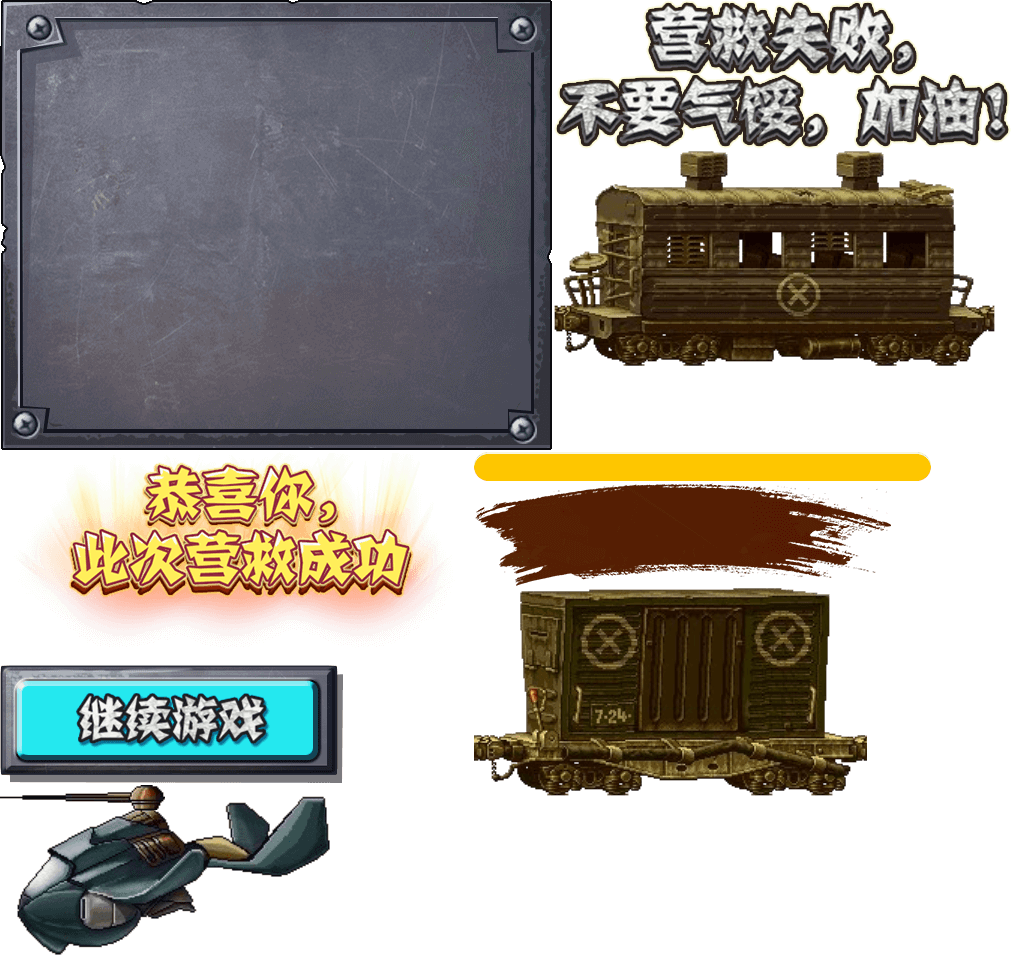 营救失败，
不要气馁，加油！
恭喜你，
此次营救成功
继续游戏
7-24